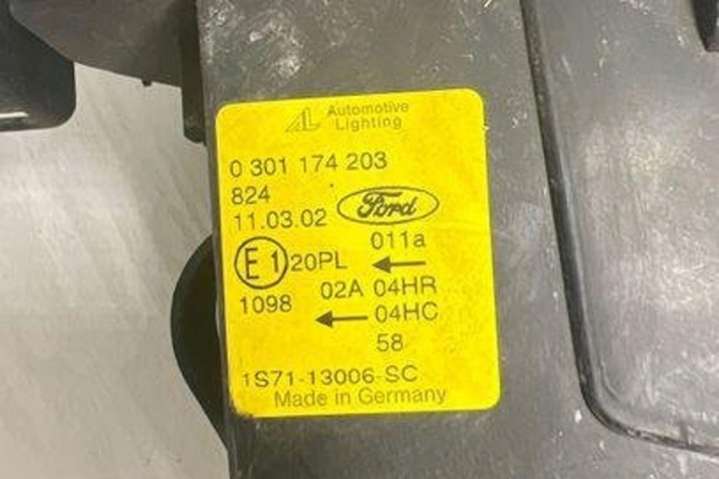 AL Automotive
Lighting
0 301 174 203
824
11.03.02 Ford
011a
E1 20PL ←
1098 02A 04HR
← 04HC
58
1S71-13006-SC
Made in Germany